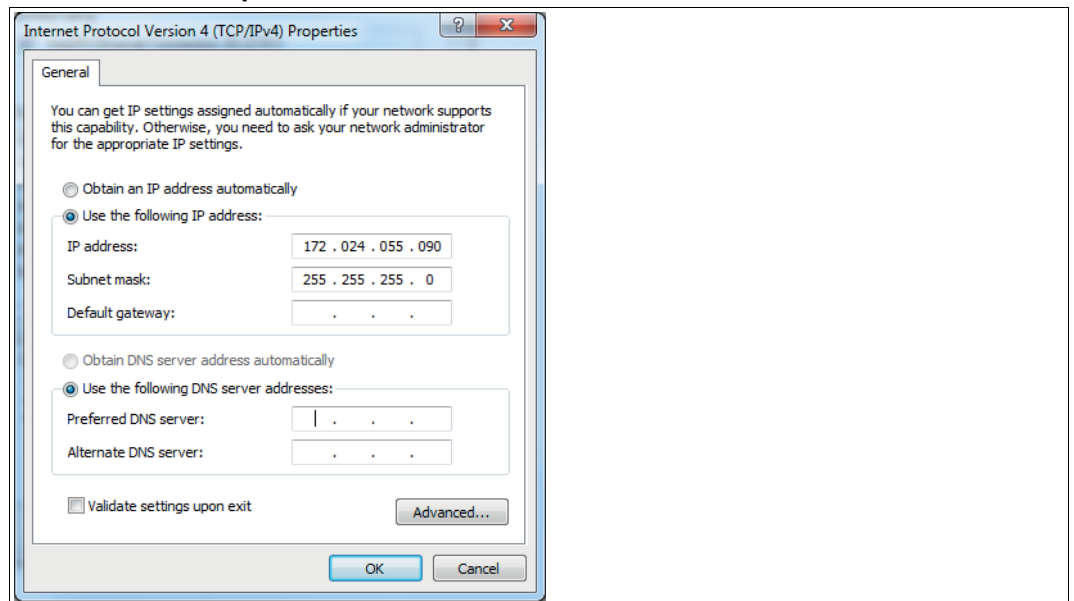 Internet Protocol Version 4 (TCP/IPv4) Properties
General
You can get IP settings assigned automatically if your network supports
this capability. Otherwise, you need to ask your network administrator
for the appropriate IP settings.
Obtain an IP address automatically
Use the following IP address:
IP address: 172 . 024 . 055 . 090
Subnet mask: 255 . 255 . 255 . 0
Default gateway: . . .
Obtain DNS server address automatically
Use the following DNS server addresses:
Preferred DNS server: . . .
Alternate DNS server: . . .
Validate settings upon exit
Advanced...
OK Cancel